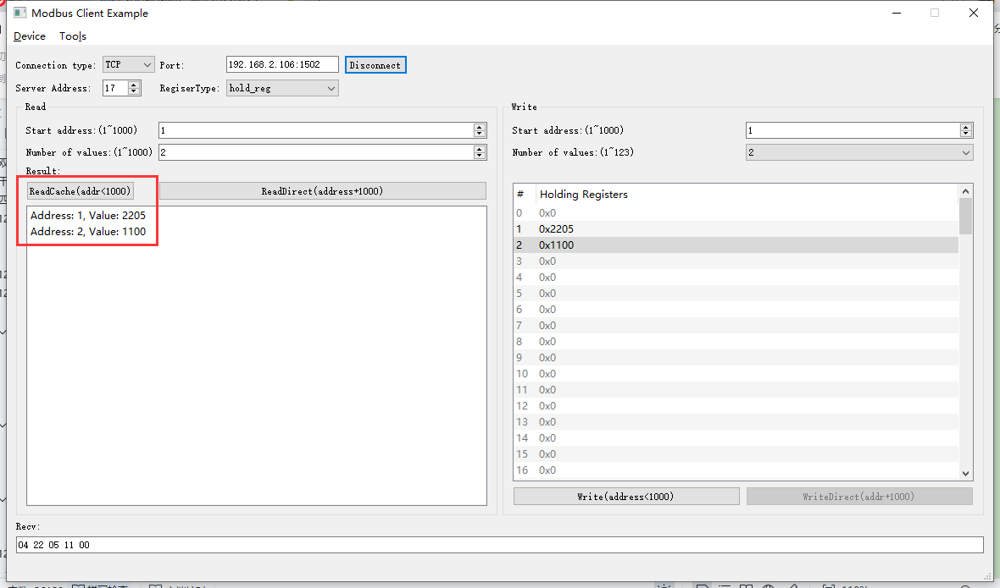 Modbus Client Example
Device Tools
Connection type: TCP Port: 192.168.2.106:1502 Disconnect
Server Address: 17 RegiserType: hold_reg
Read
Start address:(1~1000) 1
Number of values:(1~1000) 2
Result:
ReadCache(addr<1000) ReadDirect(address+1000)
Address: 1, Value: 2205
Address: 2, Value: 1100
Write
Start address:(1~1000) 1
Number of values:(1~123) 2
# Holding Registers
0 0x0
1 0x2205
2 0x1100
3 0x0
4 0x0
5 0x0
6 0x0
7 0x0
8 0x0
9 0x0
10 0x0
11 0x0
12 0x0
13 0x0
14 0x0
15 0x0
16 0x0
Write(address<1000) WriteDirect(addr+1000)
Recv:
04 22 05 11 00